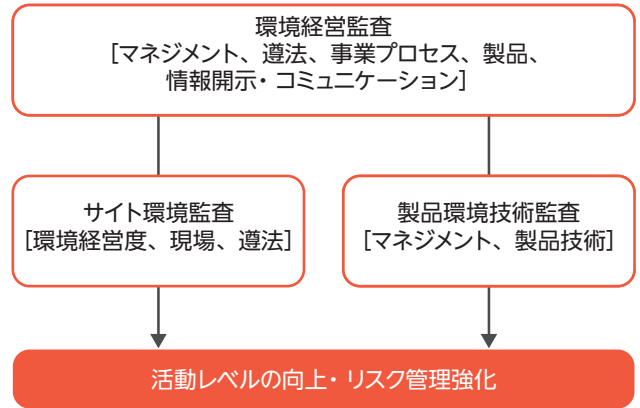 環境経営監査
[マネジメント、遵法、事業プロセス、製品、
情報開示・コミュニケーション]
サイト環境監査
[環境経営度、現場、遵法]
製品環境技術監査
[マネジメント、製品技術]
活動レベルの向上・リスク管理強化